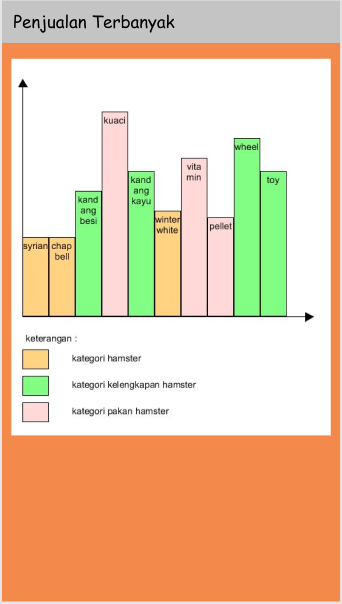 Penjualan Terbanyak
syrian
chap
bell
kand
ang
besi
kuaci
kand
ang
kayu
winter
white
vita
min
pellet
wheel
toy
keterangan :
kategori hamster
kategori kelengkapan hamster
kategori pakan hamster